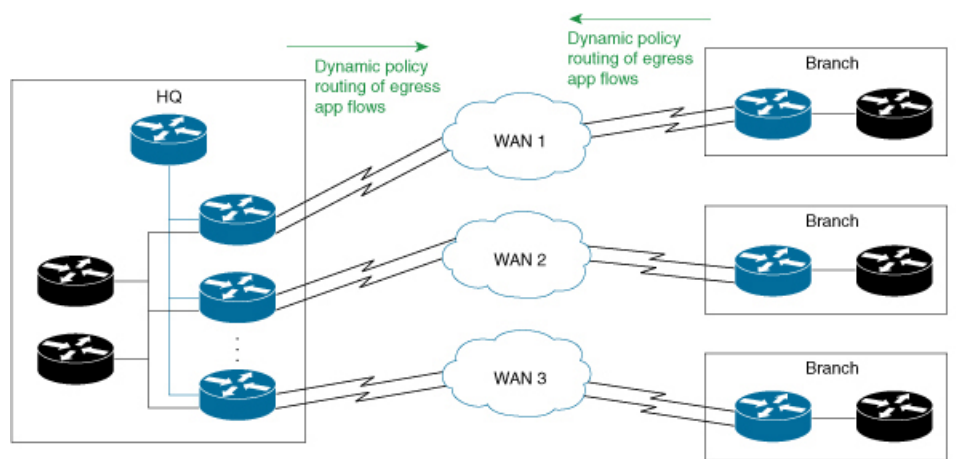 Dynamic policy
routing of egress
app flows
Dynamic policy
routing of egress
app flows
HQ
Branch
WAN 1
Branch
WAN 2
Branch
WAN 3